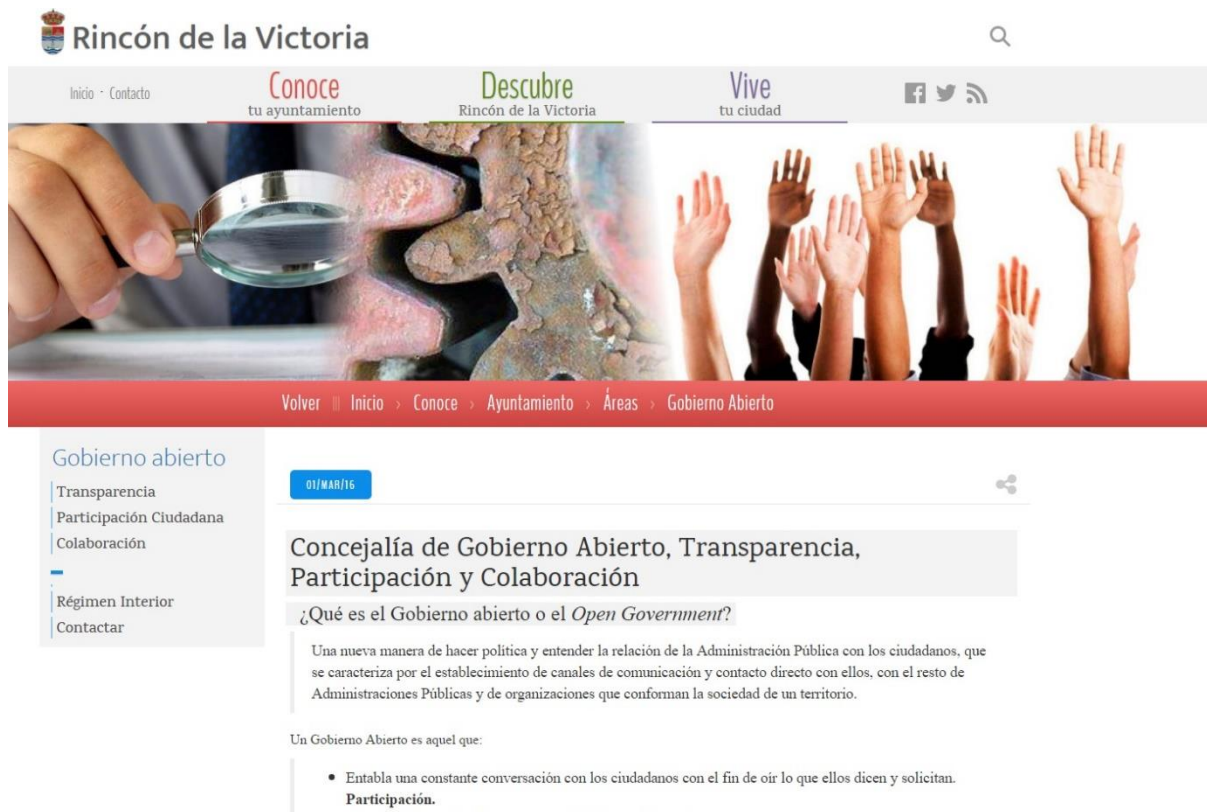 Rincón de la Victoria
Inicio - Contacto
Conoce
tu ayuntamiento
Descubre
Rincón de la Victoria
Vive
tu ciudad
Volver ||| Inicio > Conoce > Ayuntamiento > Áreas > Gobierno Abierto
Gobierno abierto
Transparencia
Participación Ciudadana
Colaboración
Régimen Interior
Contactar
01/MAR/16
Concejalía de Gobierno Abierto, Transparencia,
Participación y Colaboración
¿Qué es el Gobierno abierto o el Open Government?
Una nueva manera de hacer política y entender la relación de la Administración Pública con los ciudadanos, que
se caracteriza por el establecimiento de canales de comunicación y contacto directo con ellos, con el resto de
Administraciones Públicas y de organizaciones que conforman la sociedad de un territorio.
Un Gobierno Abierto es aquel que:
• Entabla una constante conversación con los ciudadanos con el fin de oír lo que ellos dicen y solicitan.
Participación.